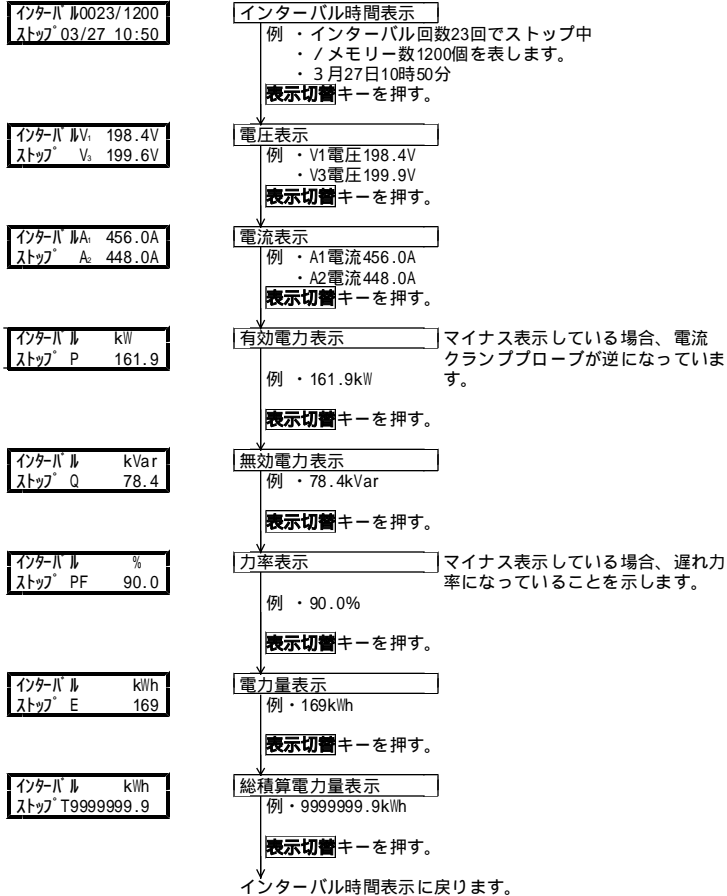 インターバル0023/1200
ストップ03/27 10:50
インターバル時間表示
例 ・インターバル回数23回でストップ中
・/メモリー数1200個を表します。
・3月27日10時50分
表示切替キーを押す。
インターバルV₁ 198.4V
ストップ V₃ 199.6V
電圧表示
例 ・V1電圧198.4V
・V3電圧199.9V
表示切替キーを押す。
インターバルA₁ 456.0A
ストップ A₂ 448.0A
電流表示
例 ・A1電流456.0A
・A2電流448.0A
表示切替キーを押す。
インターバル kW
ストップ P 161.9
有効電力表示
マイナス表示している場合、電流
クランププローブが逆になっていま
す。
例 ・161.9kW
表示切替キーを押す。
インターバル kVar
ストップ Q 78.4
無効電力表示
例 ・78.4kVar
表示切替キーを押す。
インターバル %
ストップ PF 90.0
力率表示
マイナス表示している場合、遅れ力
率になっていることを示します。
例 ・90.0%
表示切替キーを押す。
インターバル kWh
ストップ E 169
電力量表示
例・169kWh
表示切替キーを押す。
インターバル kWh
ストップT9999999.9
総積算電力量表示
例・9999999.9kWh
表示切替キーを押す。
インターバル時間表示に戻ります。